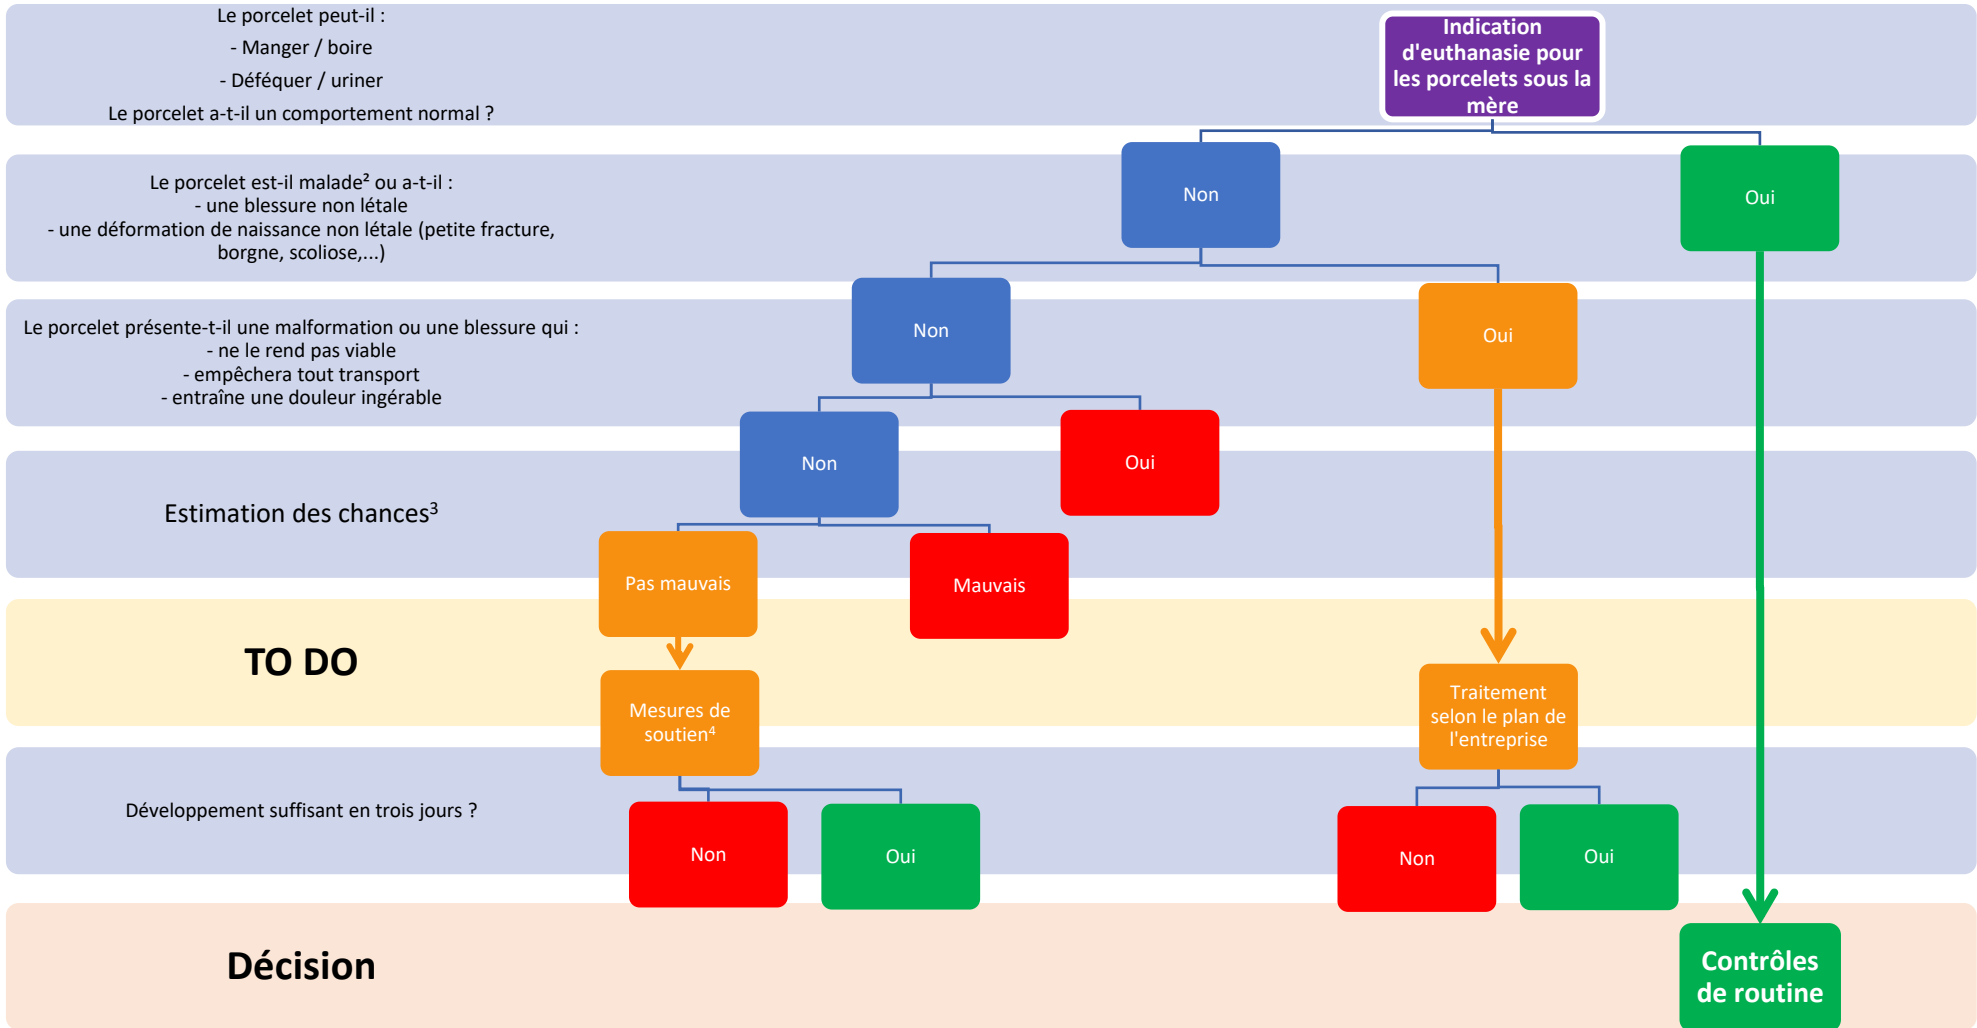 Le porcelet peut-il :
- Manger / boire
- Déféquer / uriner
Le porcelet a-t-il un comportement normal ?
Indication
d'euthanasie pour
les porcelets sous la
mère
Le porcelet est-il malade² ou a-t-il :
- une blessure non létale
- une déformation de naissance non létale (petite fracture,
borgne, scoliose,...)
Non
Oui
Le porcelet présente-t-il une malformation ou une blessure qui :
- ne le rend pas viable
- empêchera tout transport
- entraîne une douleur ingérable
Non
Oui
Estimation des chances³
Non
Oui
Pas mauvais
Mauvais
TO DO
Mesures de
soutien⁴
Traitement
selon le plan de
l'entreprise
Développement suffisant en trois jours ?
Non
Oui
Non
Oui
Décision
Contrôles
de routine